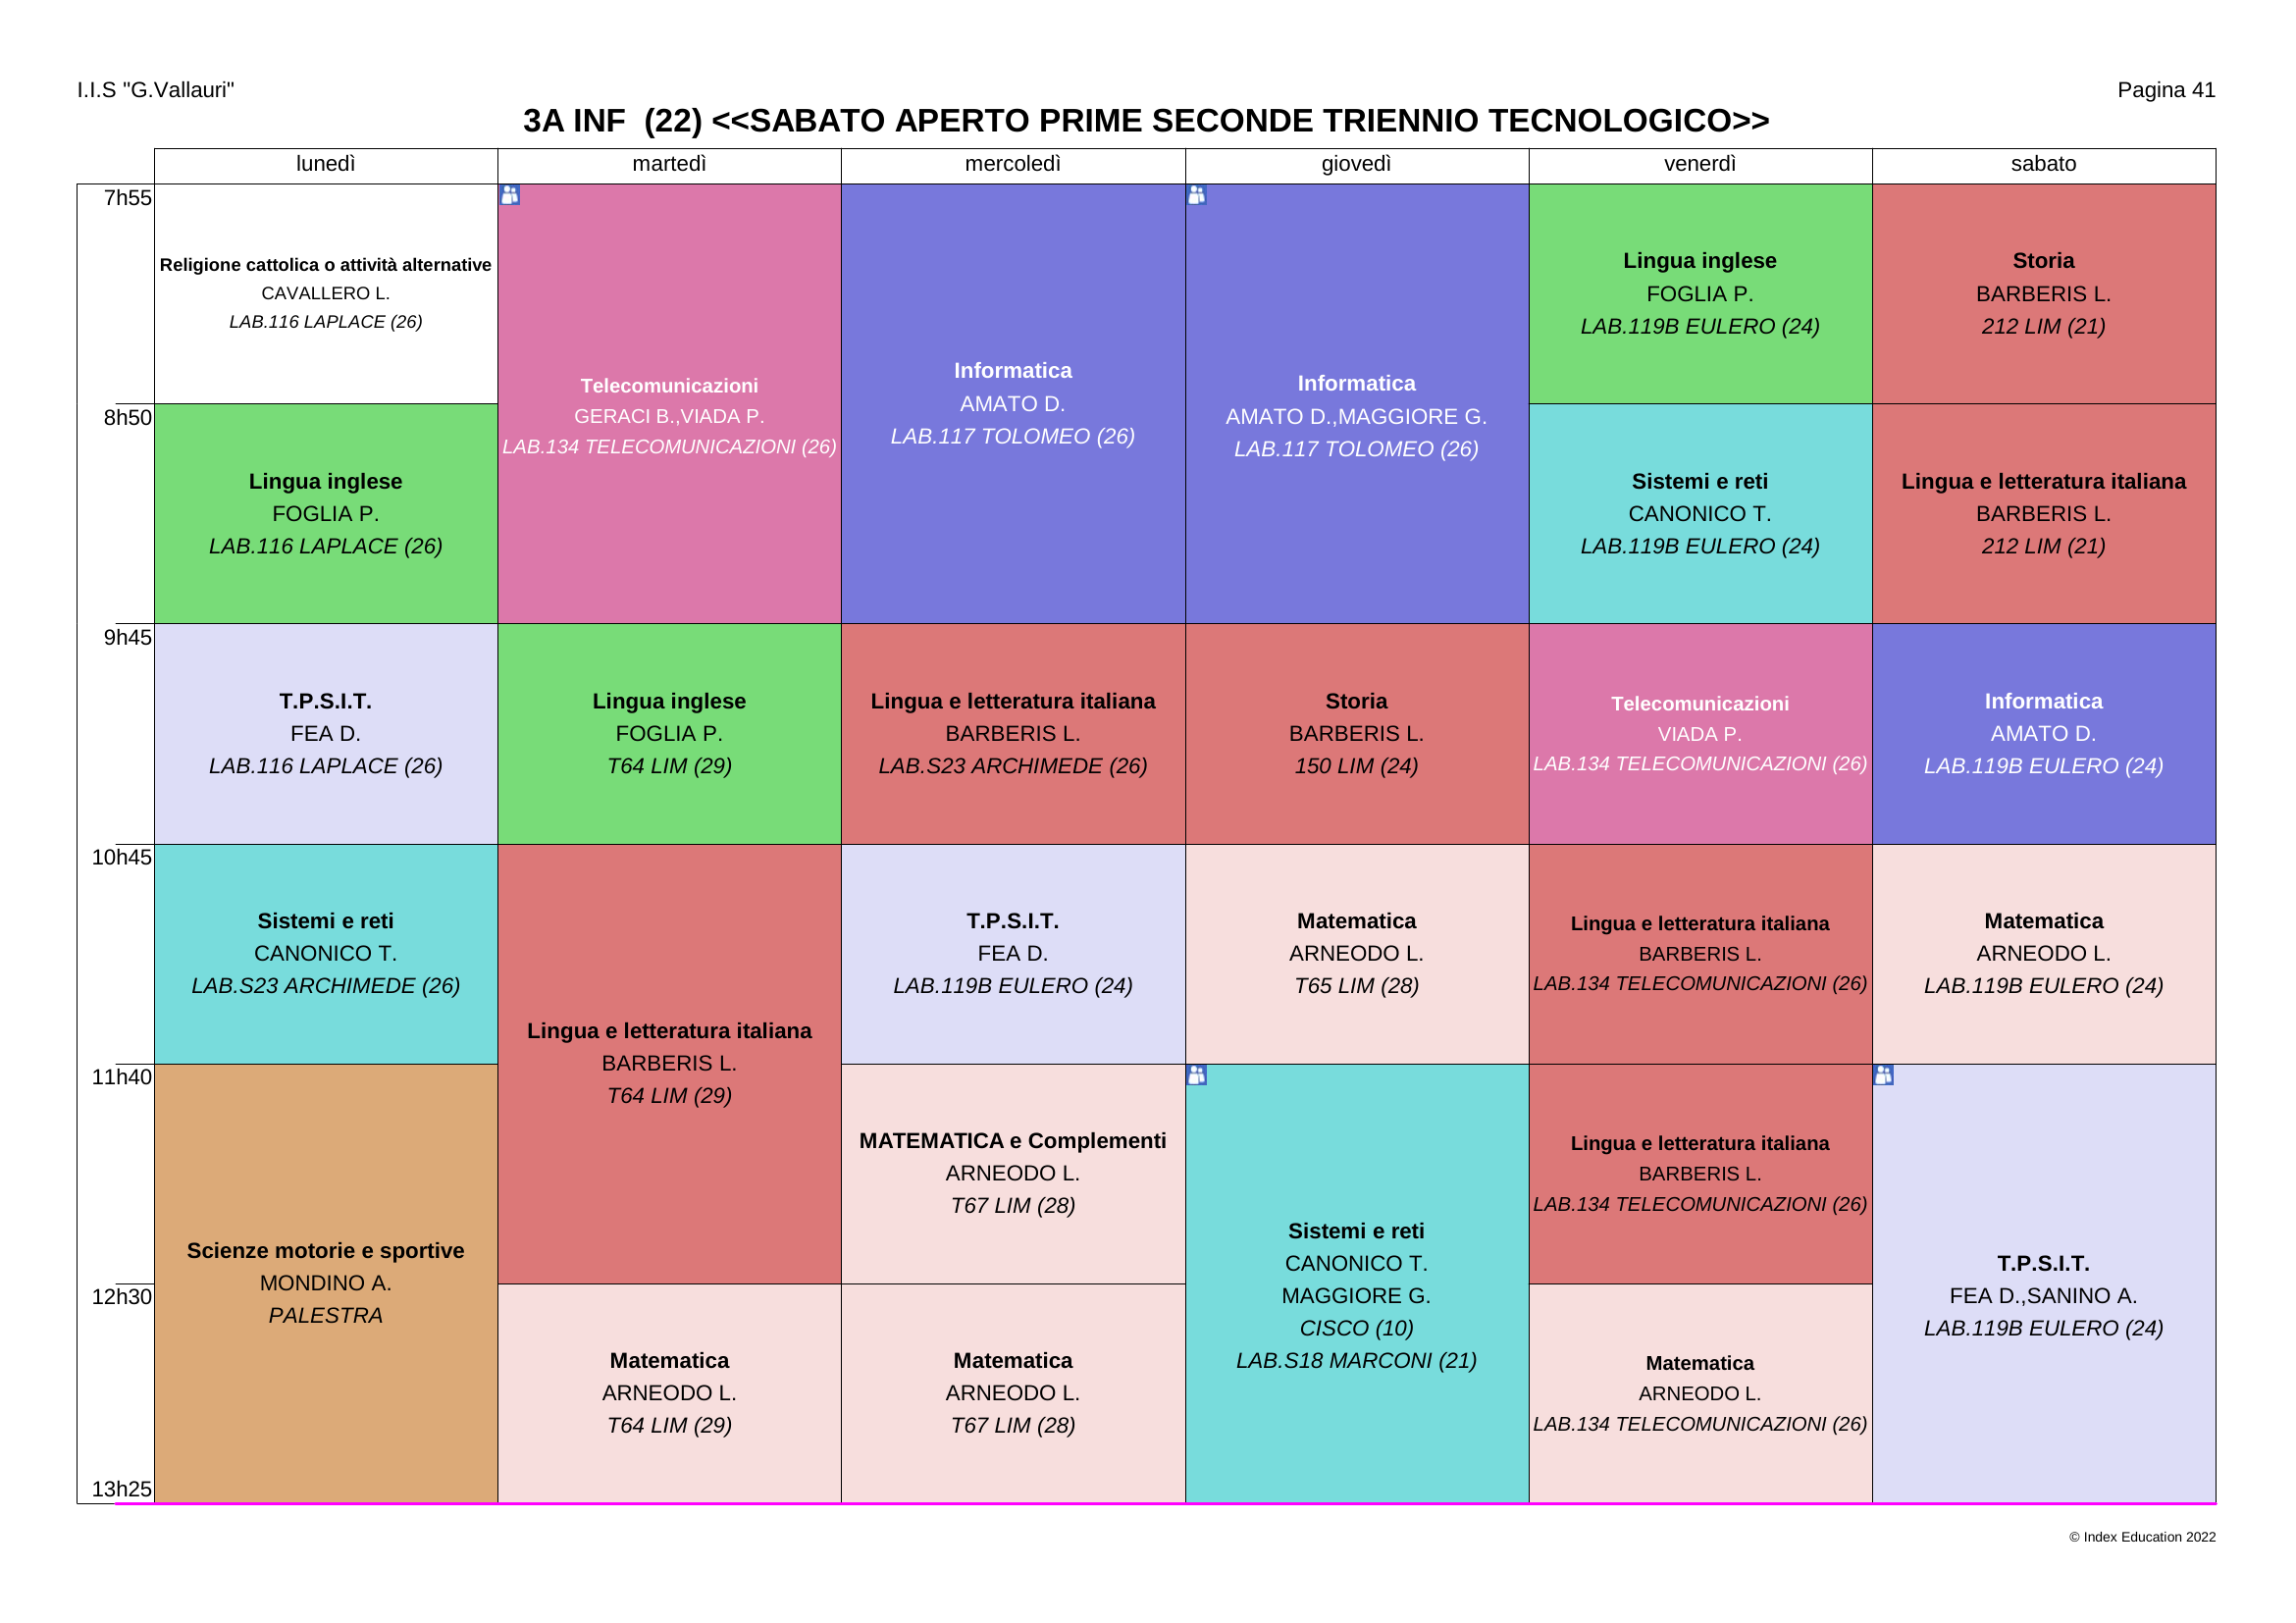 I.I.S "G.Vallauri"
Pagina 41
3A INF  (22) <<SABATO APERTO PRIME SECONDE TRIENNIO TECNOLOGICO>>
lunedì
martedì
mercoledì
giovedì
venerdì
sabato
7h55
8h50
9h45
10h45
11h40
12h30
13h25
Religione cattolica o attività alternative
CAVALLERO L.
LAB.116 LAPLACE (26)
Lingua inglese
FOGLIA P.
LAB.116 LAPLACE (26)
T.P.S.I.T.
FEA D.
LAB.116 LAPLACE (26)
Sistemi e reti
CANONICO T.
LAB.S23 ARCHIMEDE (26)
Scienze motorie e sportive
MONDINO A.
PALESTRA
Telecomunicazioni
GERACI B.,VIADA P.
LAB.134 TELECOMUNICAZIONI (26)
Lingua inglese
FOGLIA P.
T64 LIM (29)
Lingua e letteratura italiana
BARBERIS L.
T64 LIM (29)
Matematica
ARNEODO L.
T64 LIM (29)
Informatica
AMATO D.
LAB.117 TOLOMEO (26)
Lingua e letteratura italiana
BARBERIS L.
LAB.S23 ARCHIMEDE (26)
T.P.S.I.T.
FEA D.
LAB.119B EULERO (24)
MATEMATICA e Complementi
ARNEODO L.
T67 LIM (28)
Matematica
ARNEODO L.
T67 LIM (28)
Informatica
AMATO D.,MAGGIORE G.
LAB.117 TOLOMEO (26)
Storia
BARBERIS L.
150 LIM (24)
Matematica
ARNEODO L.
T65 LIM (28)
Sistemi e reti
CANONICO T.
MAGGIORE G.
CISCO (10)
LAB.S18 MARCONI (21)
Lingua inglese
FOGLIA P.
LAB.119B EULERO (24)
Sistemi e reti
CANONICO T.
LAB.119B EULERO (24)
Telecomunicazioni
VIADA P.
LAB.134 TELECOMUNICAZIONI (26)
Lingua e letteratura italiana
BARBERIS L.
LAB.134 TELECOMUNICAZIONI (26)
Lingua e letteratura italiana
BARBERIS L.
LAB.134 TELECOMUNICAZIONI (26)
Matematica
ARNEODO L.
LAB.134 TELECOMUNICAZIONI (26)
Storia
BARBERIS L.
212 LIM (21)
Lingua e letteratura italiana
BARBERIS L.
212 LIM (21)
Informatica
AMATO D.
LAB.119B EULERO (24)
Matematica
ARNEODO L.
LAB.119B EULERO (24)
T.P.S.I.T.
FEA D.,SANINO A.
LAB.119B EULERO (24)
© Index Education 2022